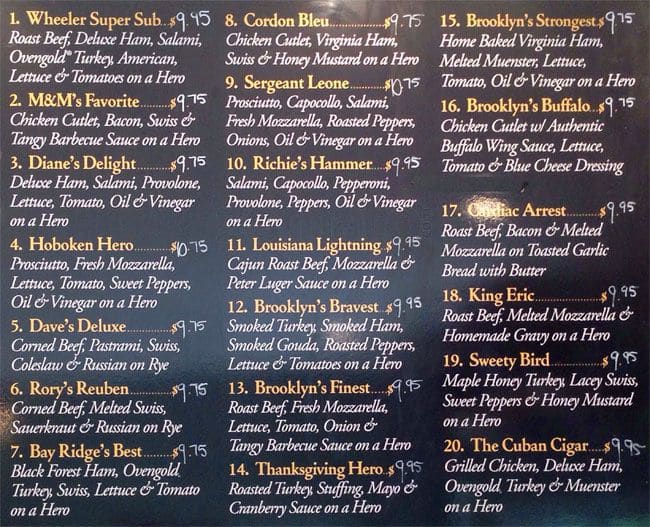 1. Wheeler Super Sub..$9.95
Roast Beef, Deluxe Ham, Salami,
Ovengold® Turkey, American,
Lettuce & Tomatoes on a Hero
2. M&M's Favorite..........$9.75
Chicken Cutlet, Bacon, Swiss &
Tangy Barbecue Sauce on a Hero
3. Diane's Delight..........$9.75
Deluxe Ham, Salami, Provolone,
Lettuce, Tomato, Oil & Vinegar
on a Hero
4. Hoboken Hero...........$10.75
Prosciutto, Fresh Mozzarella,
Lettuce, Tomato, Sweet Peppers,
Oil & Vinegar on a Hero
5. Dave's Deluxe.............$9.75
Corned Beef, Pastrami, Swiss,
Coleslaw & Russian on Rye
6. Rory's Reuben............$9.75
Corned Beef, Melted Swiss,
Sauerkraut & Russian on Rye
7. Bay Ridge's Best.........$9.75
Black Forest Ham, Ovengold
Turkey, Swiss, Lettuce & Tomato
on a Hero
8. Cordon Bleu..............$9.75
Chicken Cutlet, Virginia Ham,
Swiss & Honey Mustard on a Hero
9. Sergeant Leone...........$10.75
Prosciutto, Capocollo, Salami,
Fresh Mozzarella, Roasted Peppers,
Onions, Oil & Vinegar on a Hero
10. Richie's Hammer......$9.95
Salami, Capocollo, Pepperoni,
Provolone, Peppers, Oil & Vinegar
on a Hero
11. Louisiana Lightning.$9.95
Cajun Roast Beef, Mozzarella &
Peter Luger Sauce on a Hero
12. Brooklyn's Bravest....$9.95
Smoked Turkey, Smoked Ham,
Smoked Gouda, Roasted Peppers,
Lettuce & Tomatoes on a Hero
13. Brooklyn's Finest.....$9.95
Roast Beef, Fresh Mozzarella,
Lettuce, Tomato, Onion &
Tangy Barbecue Sauce on a Hero
14. Thanksgiving Hero.$9.95
Roasted Turkey, Stuffing, Mayo &
Cranberry Sauce on a Hero
15. Brooklyn's Strongest.$9.75
Home Baked Virginia Ham,
Melted Muenster, Lettuce,
Tomato, Oil & Vinegar on a Hero
16. Brooklyn's Buffalo...$9.75
Chicken Cutlet w/ Authentic
Buffalo Wing Sauce, Lettuce,
Tomato & Blue Cheese Dressing
17. Cardiac Arrest...........$9.95
Roast Beef, Bacon & Melted
Mozzarella on Toasted Garlic
Bread with Butter
18. King Eric..................$9.95
Roast Beef, Melted Mozzarella &
Homemade Gravy on a Hero
19. Sweety Bird..............$9.95
Maple Honey Turkey, Lacey Swiss,
Sweet Peppers & Honey Mustard
on a Hero
20. The Cuban Cigar....$9.95
Grilled Chicken, Deluxe Ham,
Ovengold, Turkey & Muenster
on a Hero